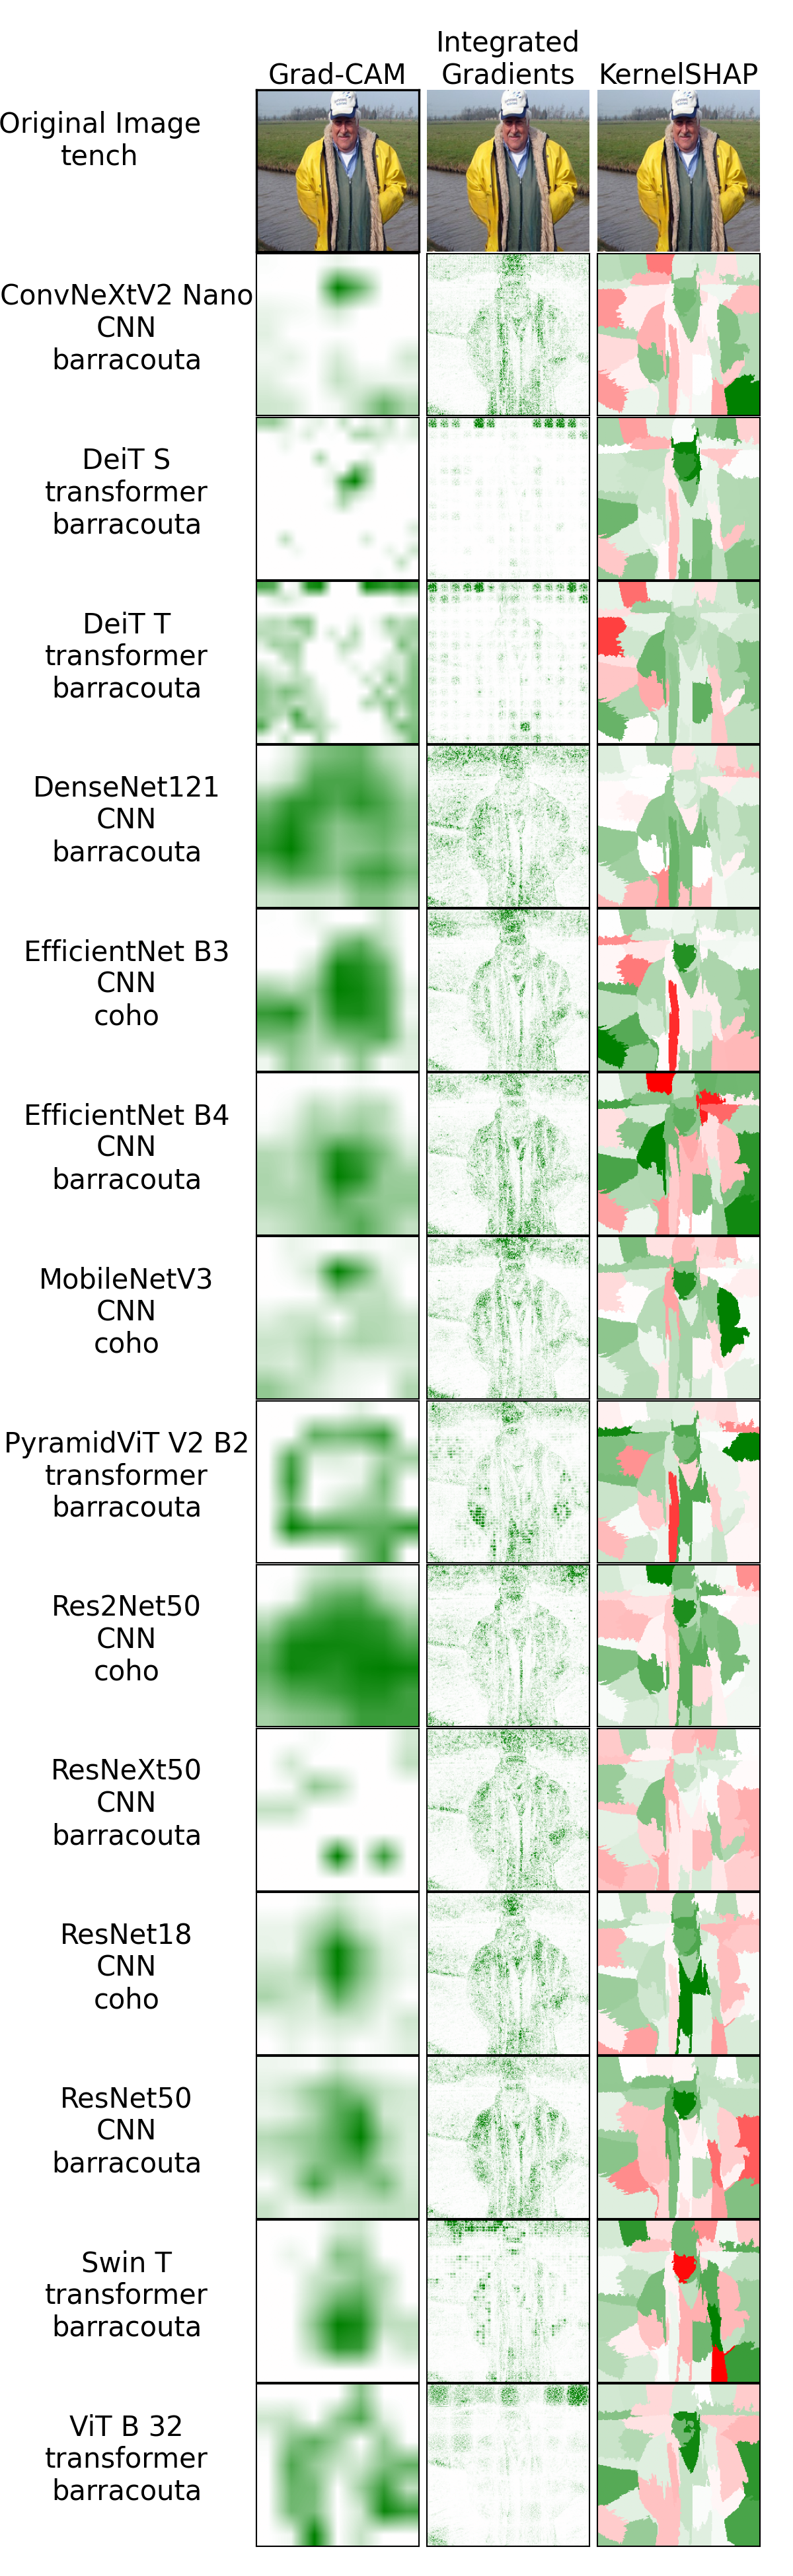 Integrated
Grad-CAM Gradients KernelSHAP
Original Image
tench
ConvNeXtV2 Nano
CNN
barracouta
DeiT S
transformer
barracouta
DeiT T
transformer
barracouta
DenseNet121
CNN
barracouta
EfficientNet B3
CNN
coho
EfficientNet B4
CNN
barracouta
MobileNetV3
CNN
coho
PyramidViT V2 B2
transformer
barracouta
Res2Net50
CNN
coho
ResNeXt50
CNN
barracouta
ResNet18
CNN
coho
ResNet50
CNN
barracouta
Swin T
transformer
barracouta
ViT B 32
transformer
barracouta